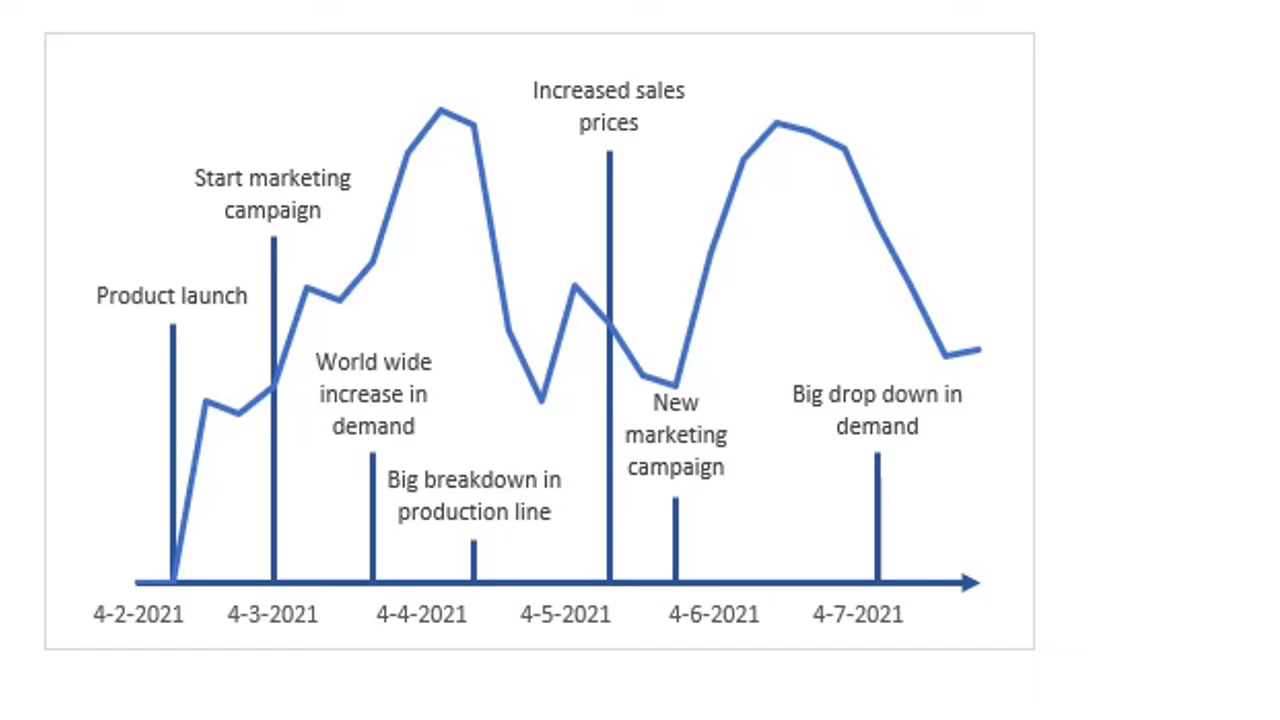 Increased sales
prices
Start marketing
campaign
Product launch
World wide
increase in
demand
Big breakdown in
production line
New
marketing
campaign
Big drop down in
demand
4-2-2021 4-3-2021 4-4-2021 4-5-2021 4-6-2021 4-7-2021